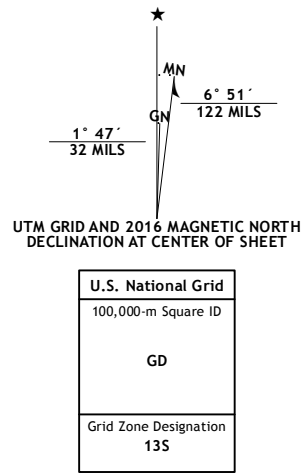 ★
MN
GN
6° 51´
122 MILS
1° 47´
32 MILS
UTM GRID AND 2016 MAGNETIC NORTH
DECLINATION AT CENTER OF SHEET
U.S. National Grid
100,000-m Square ID
GD
Grid Zone Designation
13S